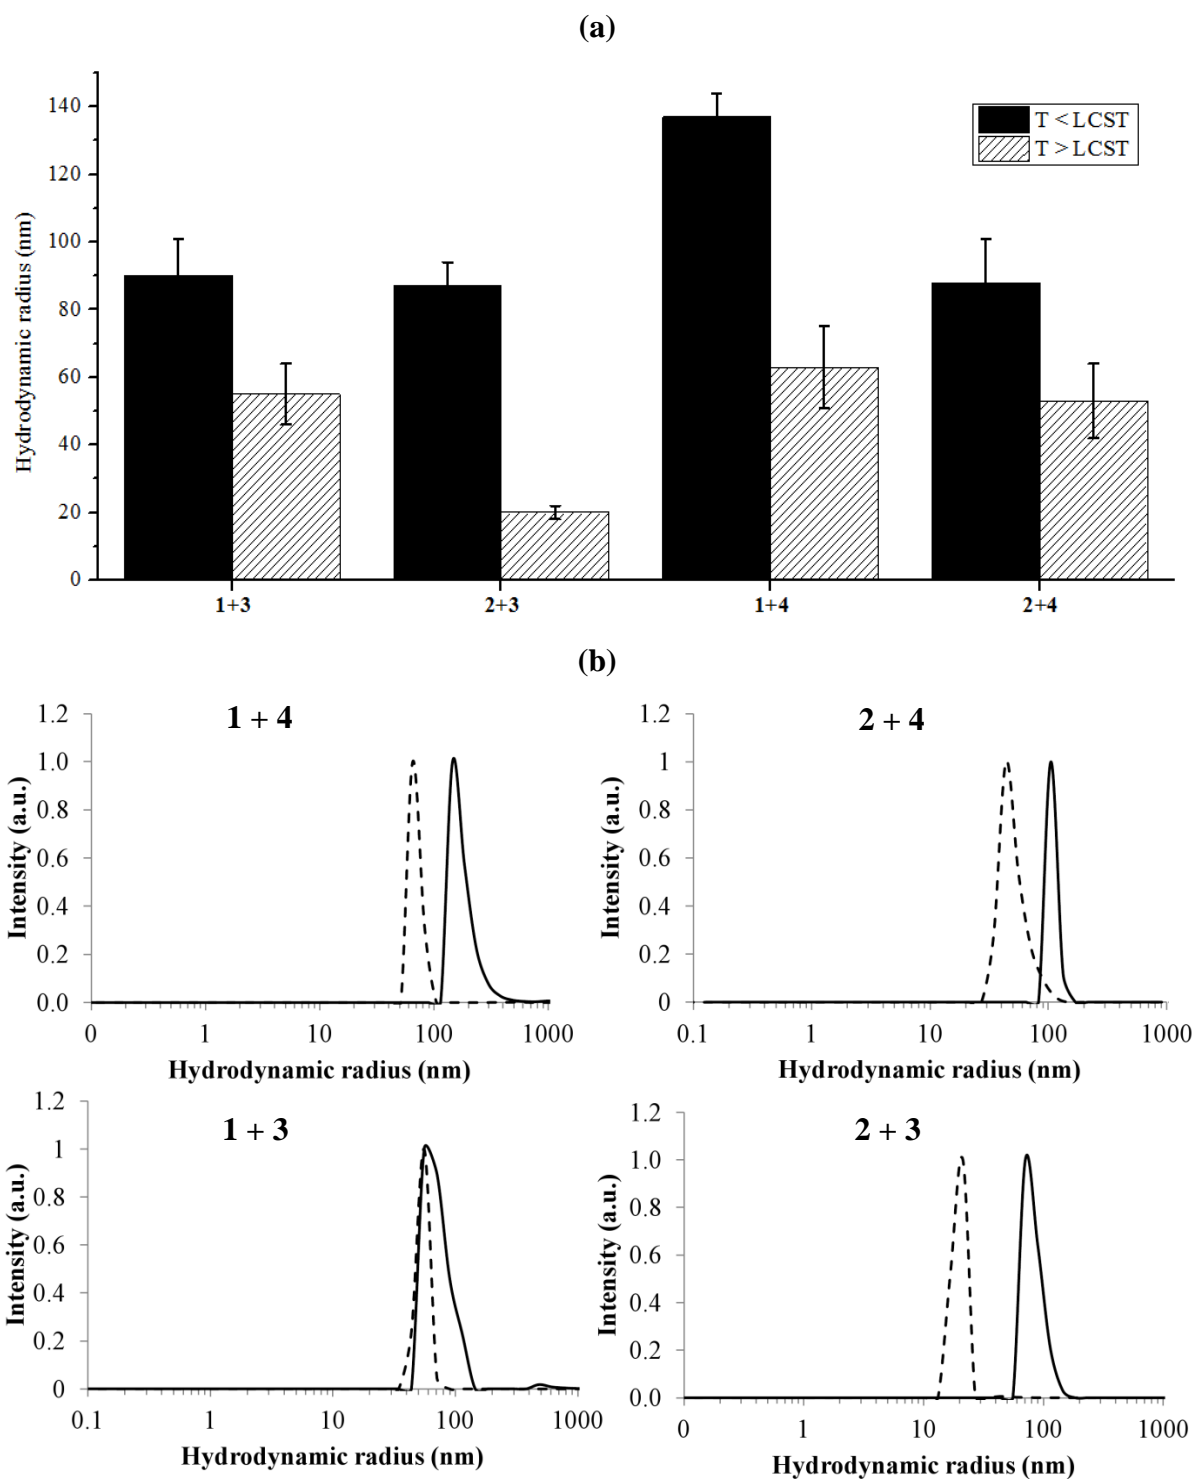 (a)
Hydrodynamic radius (nm)
140
120
100
80
60
40
20
0
T < LCST
T > LCST
1+3 2+3 1+4 2+4
(b)
1 + 4
Intensity (a.u.)
1.2
1.0
0.8
0.6
0.4
0.2
0.0
0 1 10 100 1000
Hydrodynamic radius (nm)
2 + 4
Intensity (a.u.)
1.2
1
0.8
0.6
0.4
0.2
0
0.1 1 10 100 1000
Hydrodynamic radius (nm)
1 + 3
Intensity (a.u.)
1.2
1
0.8
0.6
0.4
0.2
0
0.1 1 10 100 1000
Hydrodynamic radius (nm)
2 + 3
Intensity (a.u.)
1.2
1.0
0.8
0.6
0.4
0.2
0.0
0 10 100 1000
Hydrodynamic radius (nm)